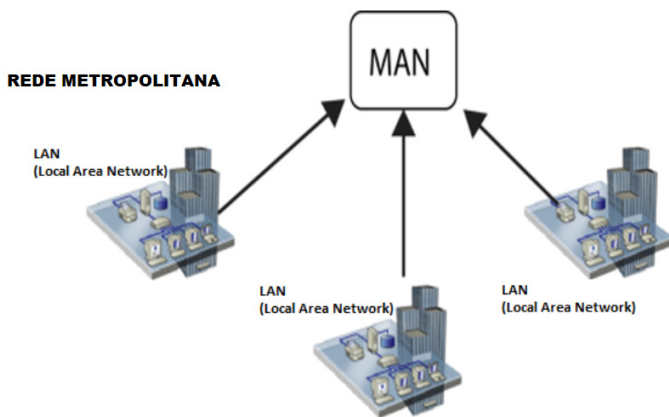 MAN
REDE METROPOLITANA
LAN
(Local Area Network)
LAN
(Local Area Network)
LAN
(Local Area Network)